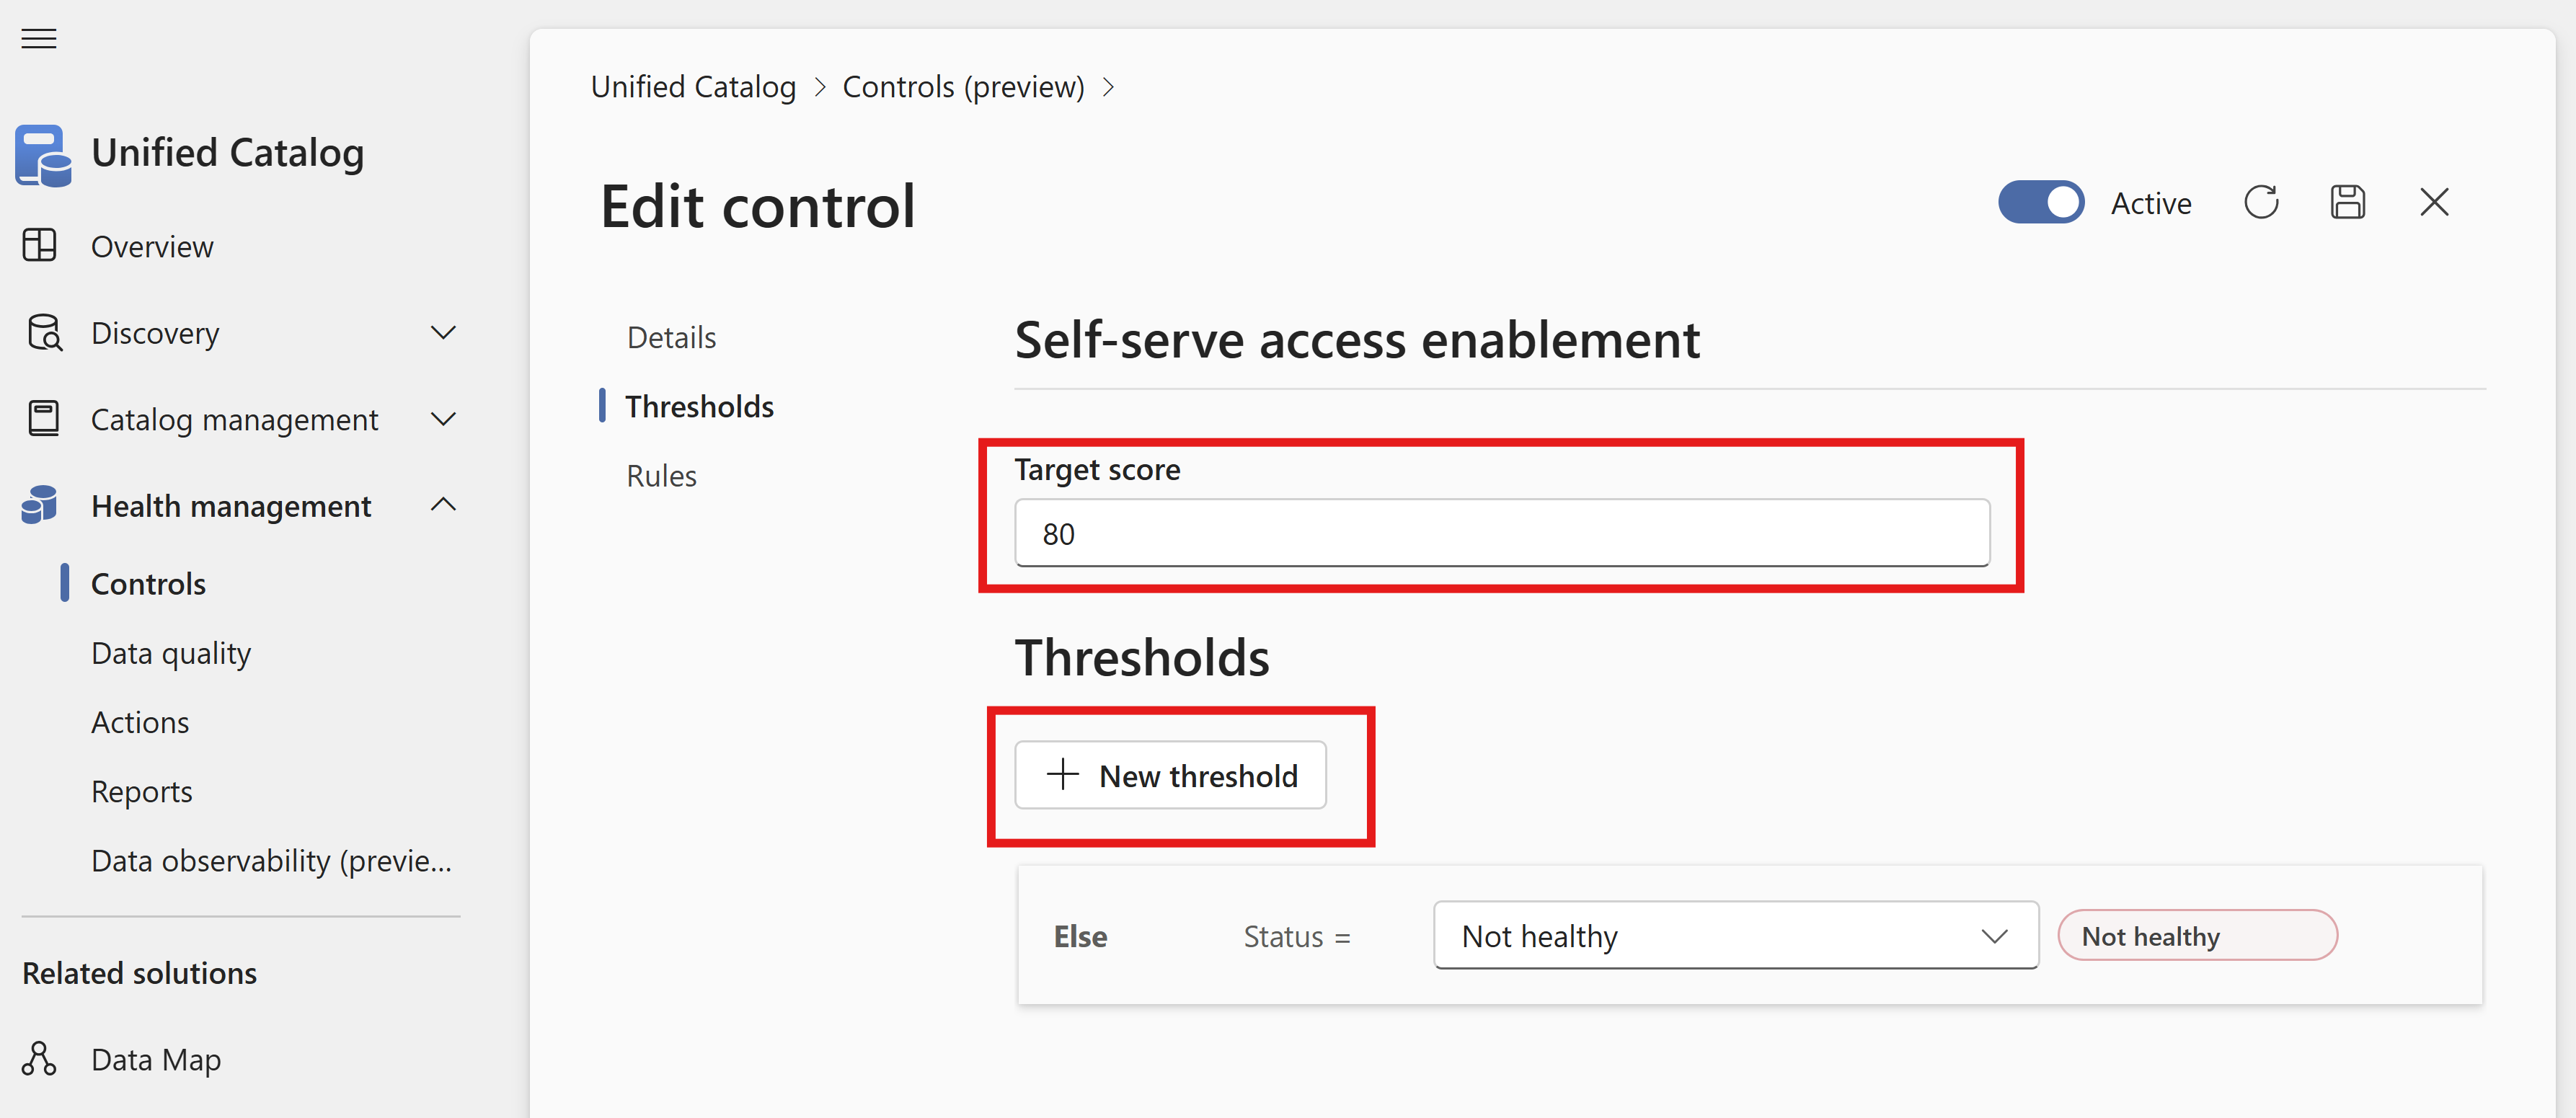 Unified Catalog
Overview
Discovery
Catalog management
Health management
Controls
Data quality
Actions
Reports
Data observability (previe...
Related solutions
Data Map
Unified Catalog > Controls (preview) >
Edit control
Active
Details
Thresholds
Rules
Self-serve access enablement
Target score
80
Thresholds
+ New threshold
Else Status = Not healthy Not healthy